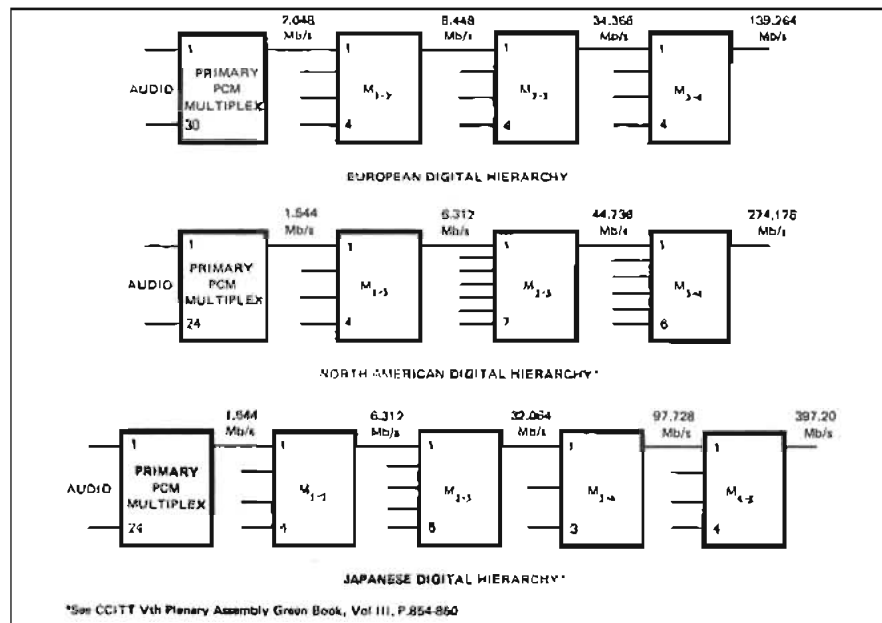 7.048 8.448 34.368 139.264
Mb/s Mb/s Mb/s Mb/s
1 1 1 1
PRIMARY
AUDIO PCM M M M
MULTIPLEX
30 4 4 4
EUROPEAN DIGITAL HIERARCHY
1.544 6.312 44.736 274.176
Mb/s Mb/s Mb/s Mb/s
1 1 1 1
PRIMARY
AUDIO PCM M M M
MULTIPLEX
24 4 7 6
NORTH AMERICAN DIGITAL HIERARCHY*
1.544 6.312 32.064 97.728 397.20
Mb/s Mb/s Mb/s Mb/s Mb/s
1 1 1 1 1
PRIMARY
AUDIO PCM M M M M
MULTIPLEX
24 4 5 3 4
JAPANESE DIGITAL HIERARCHY*
*See CCITT Vth Plenary Assembly Green Book, Vol III, P.854-860